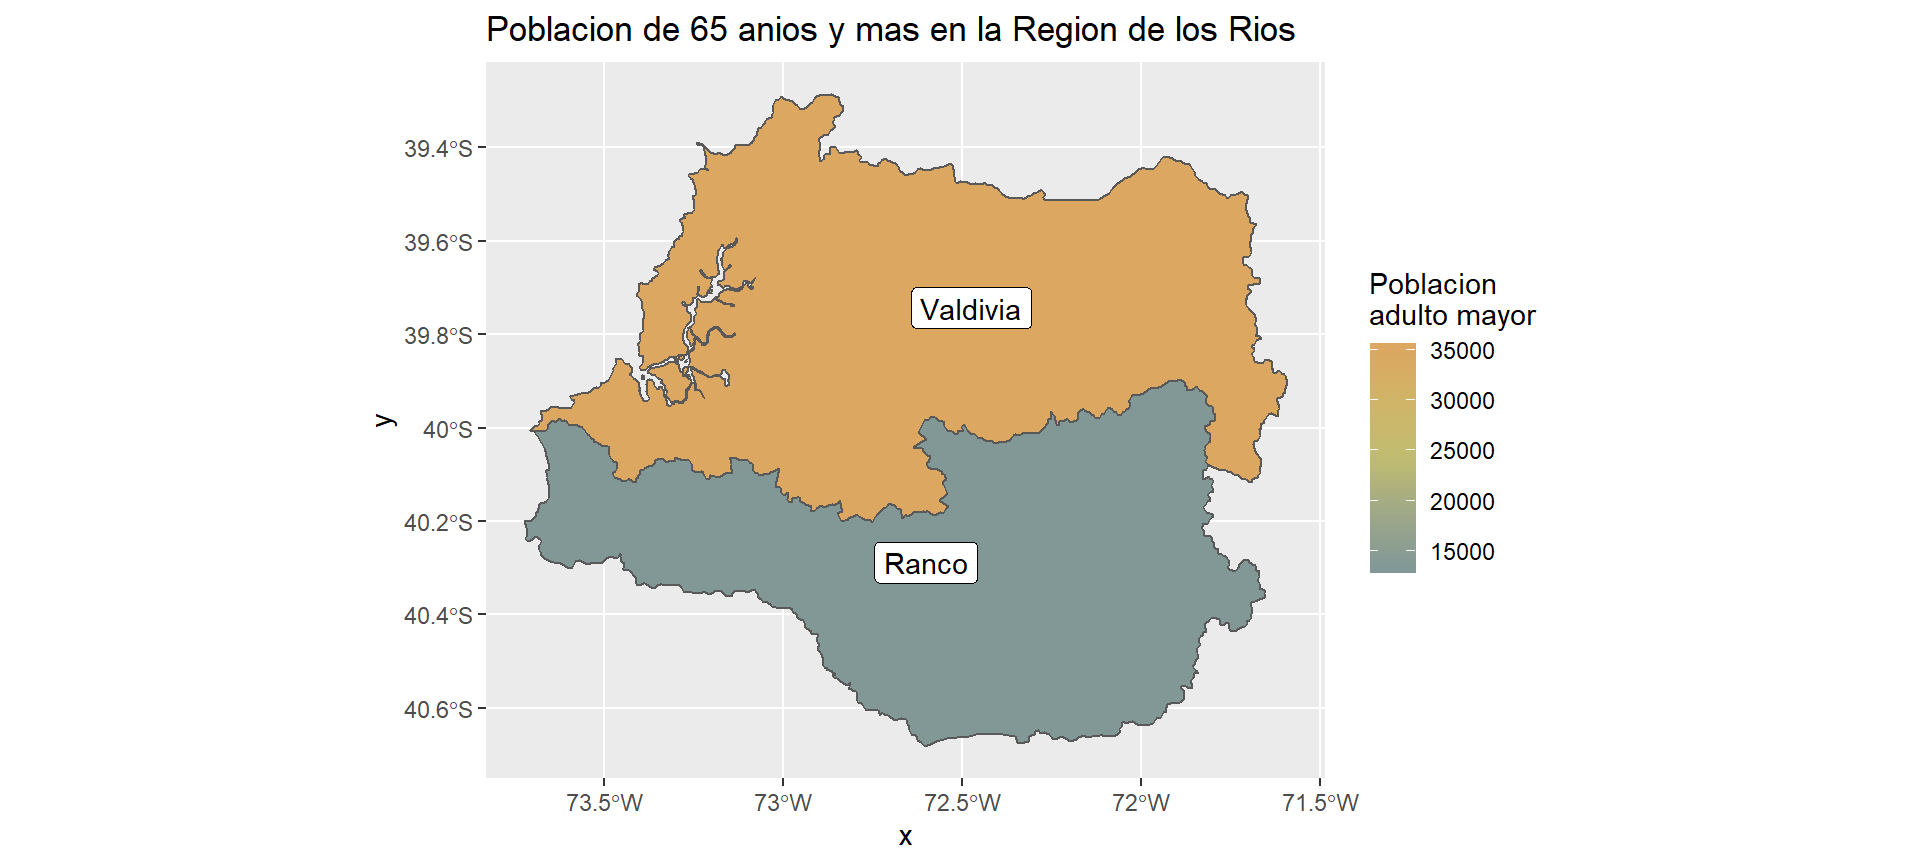 Poblacion de 65 anios y mas en la Region de los Rios
39.4°S
39.6°S
39.8°S
40°S
40.2°S
40.4°S
40.6°S
y
Valdivia
Ranco
73.5°W
73°W
72.5°W
72°W
71.5°W
x
Poblacion
adulto mayor
35000
30000
25000
20000
15000